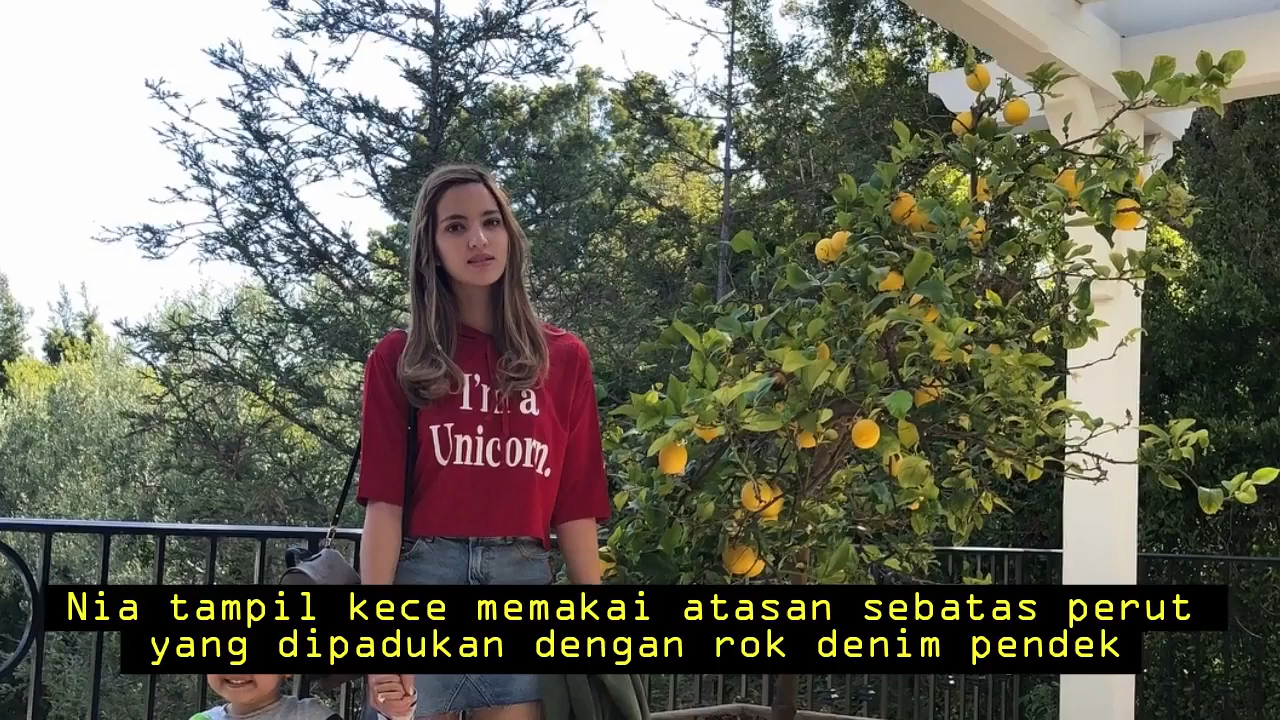 I'm a
Unicorn.
Nia tampil kece memakai atasan sebatas perut
yang dipadukan dengan rok denim pendek